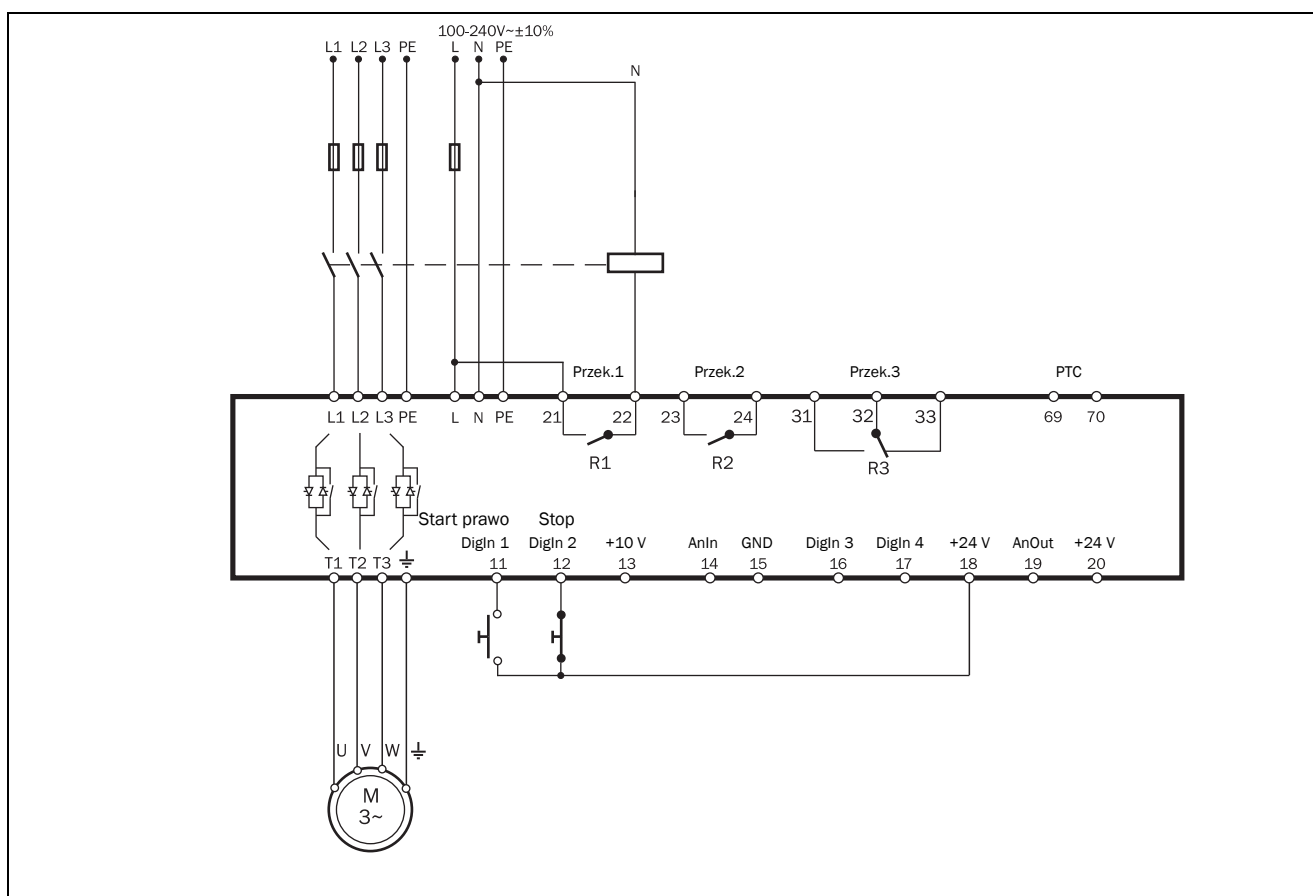 100-240V~±10%
L1 L2 L3 PE L N PE
N
Przek.1 Przek.2 Przek.3 PTC
L1 L2 L3 PE L N PE 21 22 23 24 31 32 33 69 70
R1 R2 R3
Start prawo Stop
DigIn 1 DigIn 2 +10 V AnIn GND DigIn 3 DigIn 4 +24 V AnOut +24 V
T1 T2 T3 11 12 13 14 15 16 17 18 19 20
U V W
M
3~